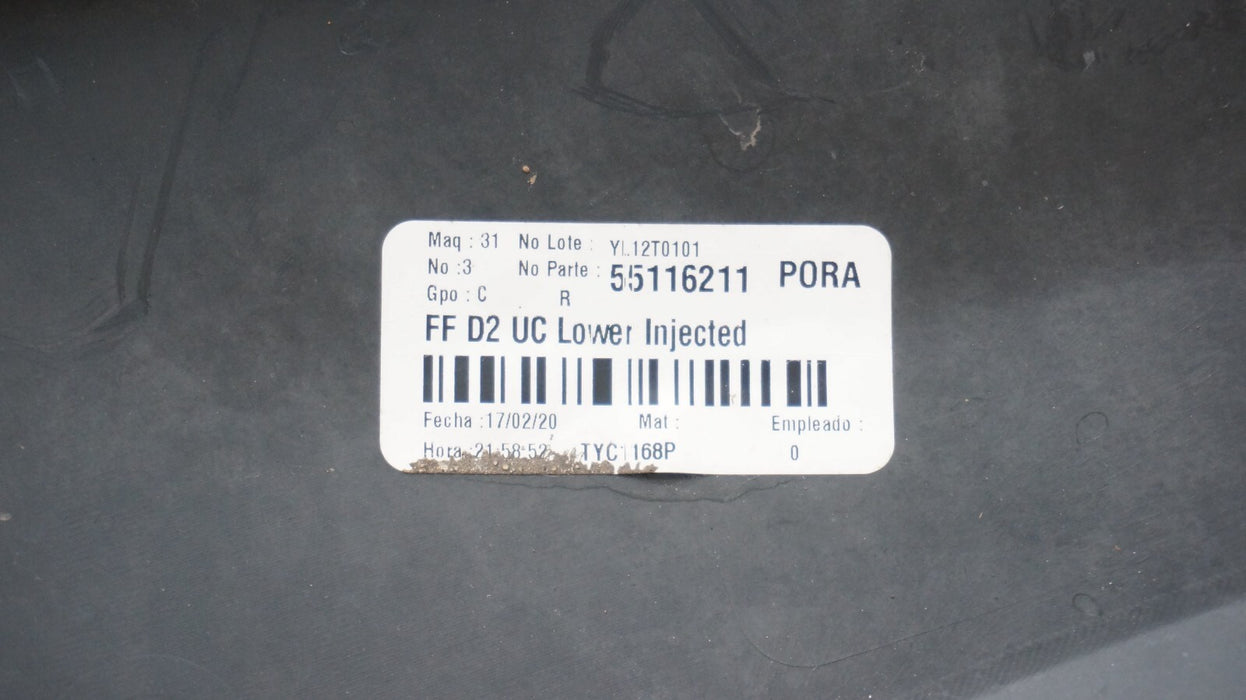 Maq : 31 No Lote : YL12T0101
No :3 No Parte : 55116211 PORA
Gpo : C R
FF D2 UC Lower Injected
Fecha :17/02/20 Mat : Empleado :
Hora :21:58:52 TYC1168P 0